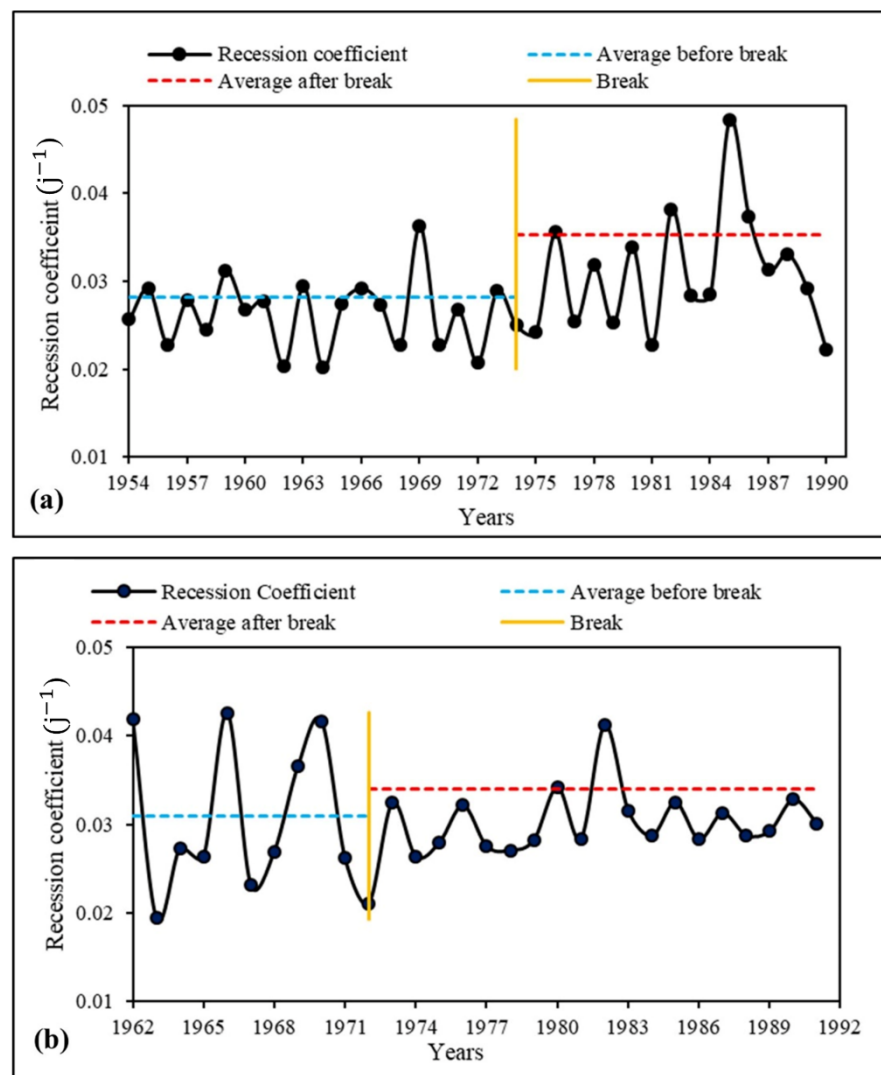 Recession coefficient Average before break
Average after break Break
Recession coefficeint (j⁻¹)
0.05
0.04
0.03
0.02
0.01
1954 1957 1960 1963 1966 1969 1972 1975 1978 1981 1984 1987 1990
(a)
Years
Recession Coefficient Average before break
Average after break Break
Recession coefficient (j⁻¹)
0.05
0.04
0.03
0.02
0.01
1962 1965 1968 1971 1974 1977 1980 1983 1986 1989 1992
(b)
Years